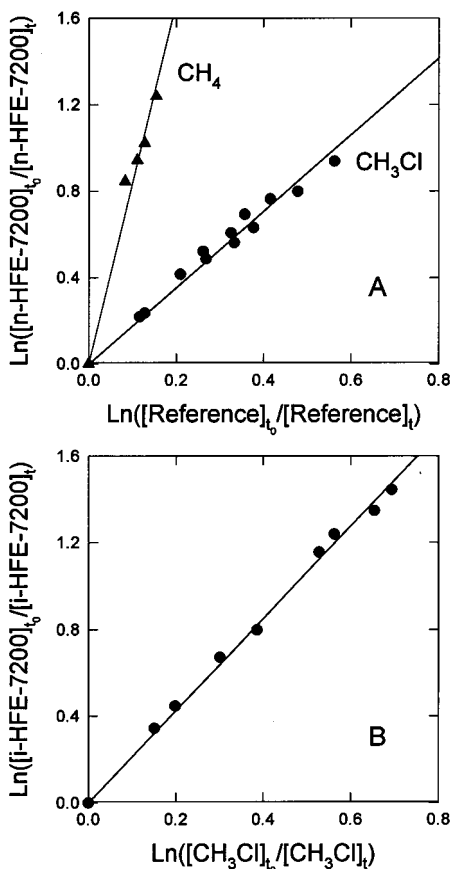 Ln([n-HFE-7200]t₀/[n-HFE-7200]t)
1.6
1.2
0.8
0.4
0.0
CH₄
CH₃Cl
A
0.0 0.2 0.4 0.6 0.8
Ln([Reference]t₀/[Reference]t)
Ln([i-HFE-7200]t₀/[i-HFE-7200]t)
1.6
1.2
0.8
0.4
0.0
B
0.0 0.2 0.4 0.6 0.8
Ln([CH₃Cl]t₀/[CH₃Cl]t)